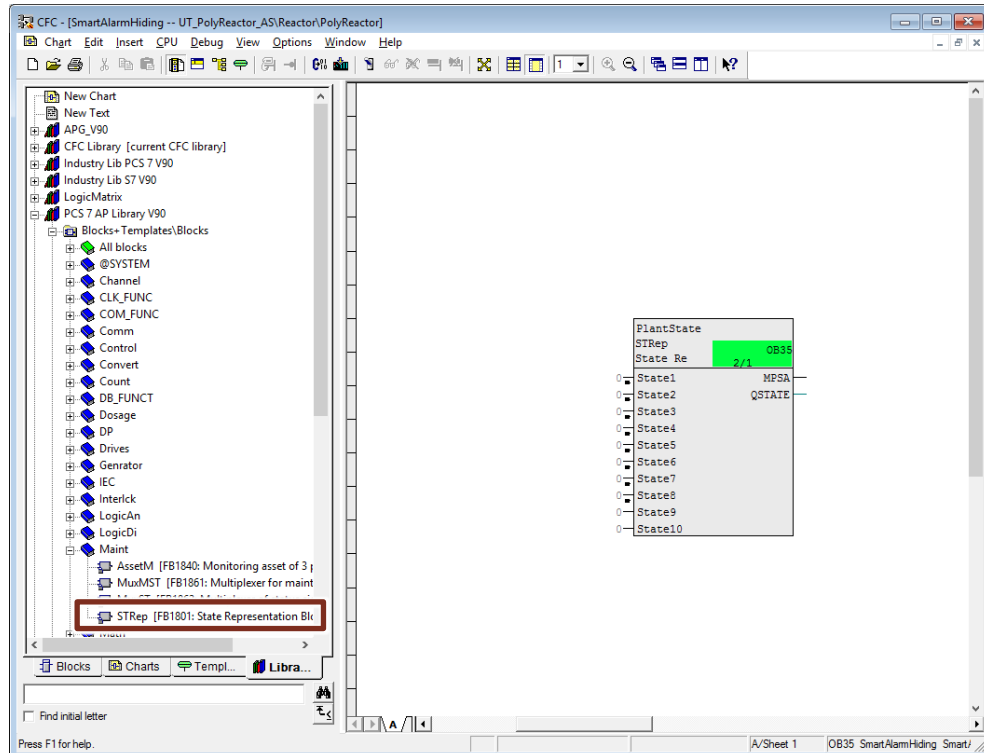 CFC - [SmartAlarmHiding -- UT_PolyReactor_AS\Reactor\PolyReactor]
Chart Edit Insert CPU Debug View Options Window Help
1
New Chart
New Text
APG_V90
CFC Library [current CFC library]
Industry Lib PCS 7 V90
Industry Lib S7 V90
LogicMatrix
PCS 7 AP Library V90
Blocks+Templates\Blocks
All blocks
@SYSTEM
Channel
CLK_FUNC
COM_FUNC
Comm
Control
Convert
Count
DB_FUNCT
Dosage
DP
Drives
Genrator
IEC
Interlck
LogicAn
LogicDi
Maint
AssetM [FB1840: Monitoring asset of 3
MuxMST [FB1861: Multiplexer for maint
STRep [FB1801: State Representation Blo
Blocks Charts Templ... Libra...
Find initial letter
Press F1 for help.
PlantState
STRep
State Re
OB35
2/1
0 State1 MPSA
0 State2 QSTATE
0 State3
0 State4
0 State5
0 State6
0 State7
0 State8
0 State9
0 State10
A
A/Sheet 1
OB35 SmartAlarmHiding